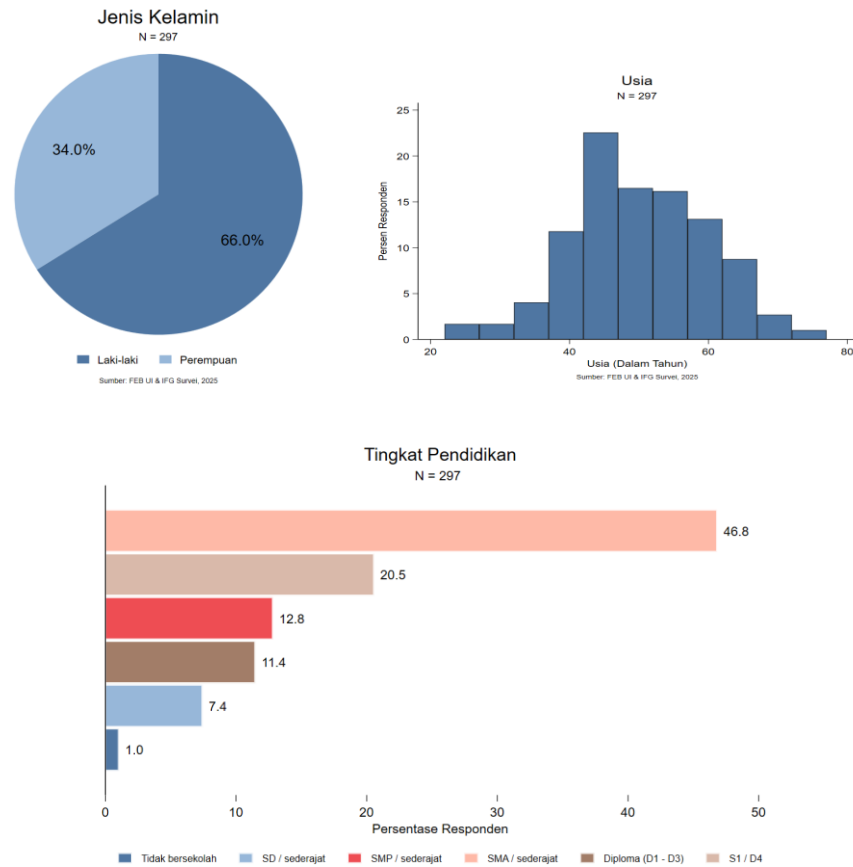 Jenis Kelamin
N = 297
34.0%
66.0%
Laki-laki Perempuan
Sumber: FEB UI & IFG Survei, 2025
Usia
N = 297
Persen Responden
25
20
15
10
5
0
20 40 60 80
Usia (Dalam Tahun)
Sumber: FEB UI & IFG Survei, 2025
Tingkat Pendidikan
N = 297
46.8
20.5
12.8
11.4
7.4
1.0
0 10 20 30 40 50
Persentase Responden
Tidak bersekolah SD / sederajat SMP / sederajat SMA / sederajat Diploma (D1 - D3) S1 / D4